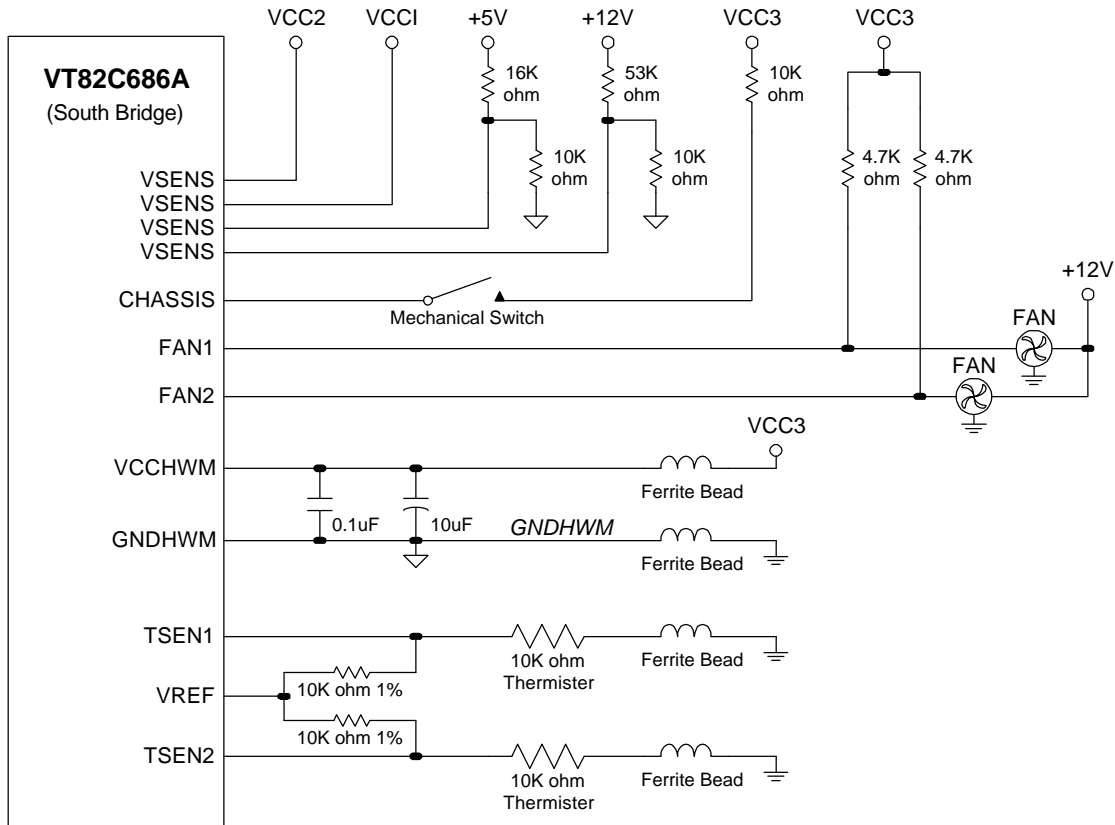 VCC2
VCCI
+5V
+12V
VCC3
VCC3
VT82C686A
(South Bridge)
16K
ohm
53K
ohm
10K
ohm
10K
ohm
10K
ohm
4.7K
ohm
4.7K
ohm
VSENS
VSENS
VSENS
VSENS
CHASSIS
Mechanical Switch
+12V
FAN1
FAN
FAN2
FAN
VCC3
VCCHWM
Ferrite Bead
0.1uF
10uF
GNDHWM
GNDHWM
Ferrite Bead
TSEN1
10K ohm
Thermister
Ferrite Bead
10K ohm 1%
VREF
10K ohm 1%
TSEN2
10K ohm
Thermister
Ferrite Bead